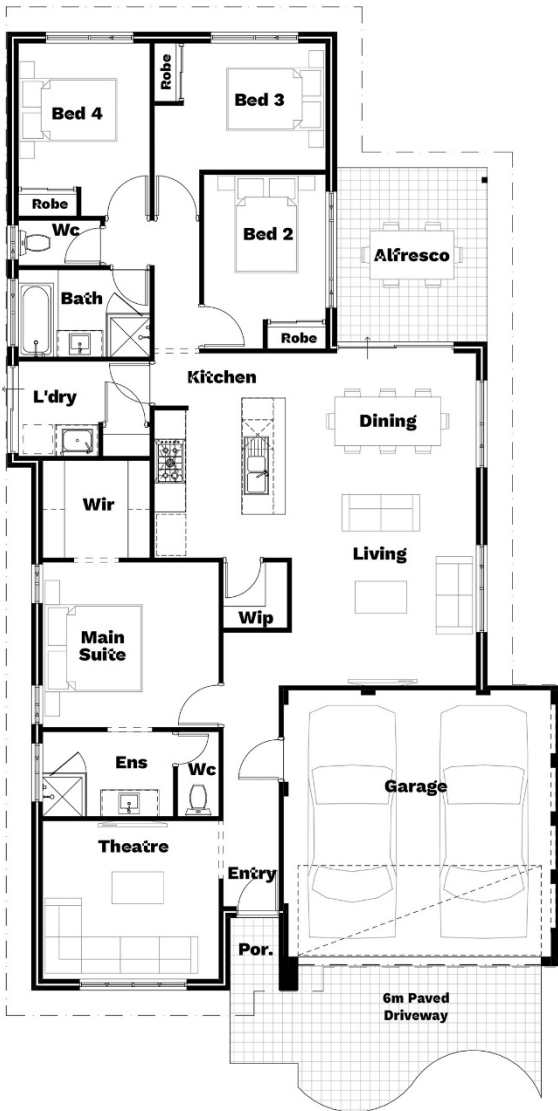 Robe
Bed 4
Bed 3
Robe
Wc
Bed 2
Alfresco
Bath
Robe
Kitchen
L'dry
Dining
Wir
Living
Wip
Main
Suite
Ens
Wc
Garage
Theatre
Entry
Por.
6m Paved
Driveway